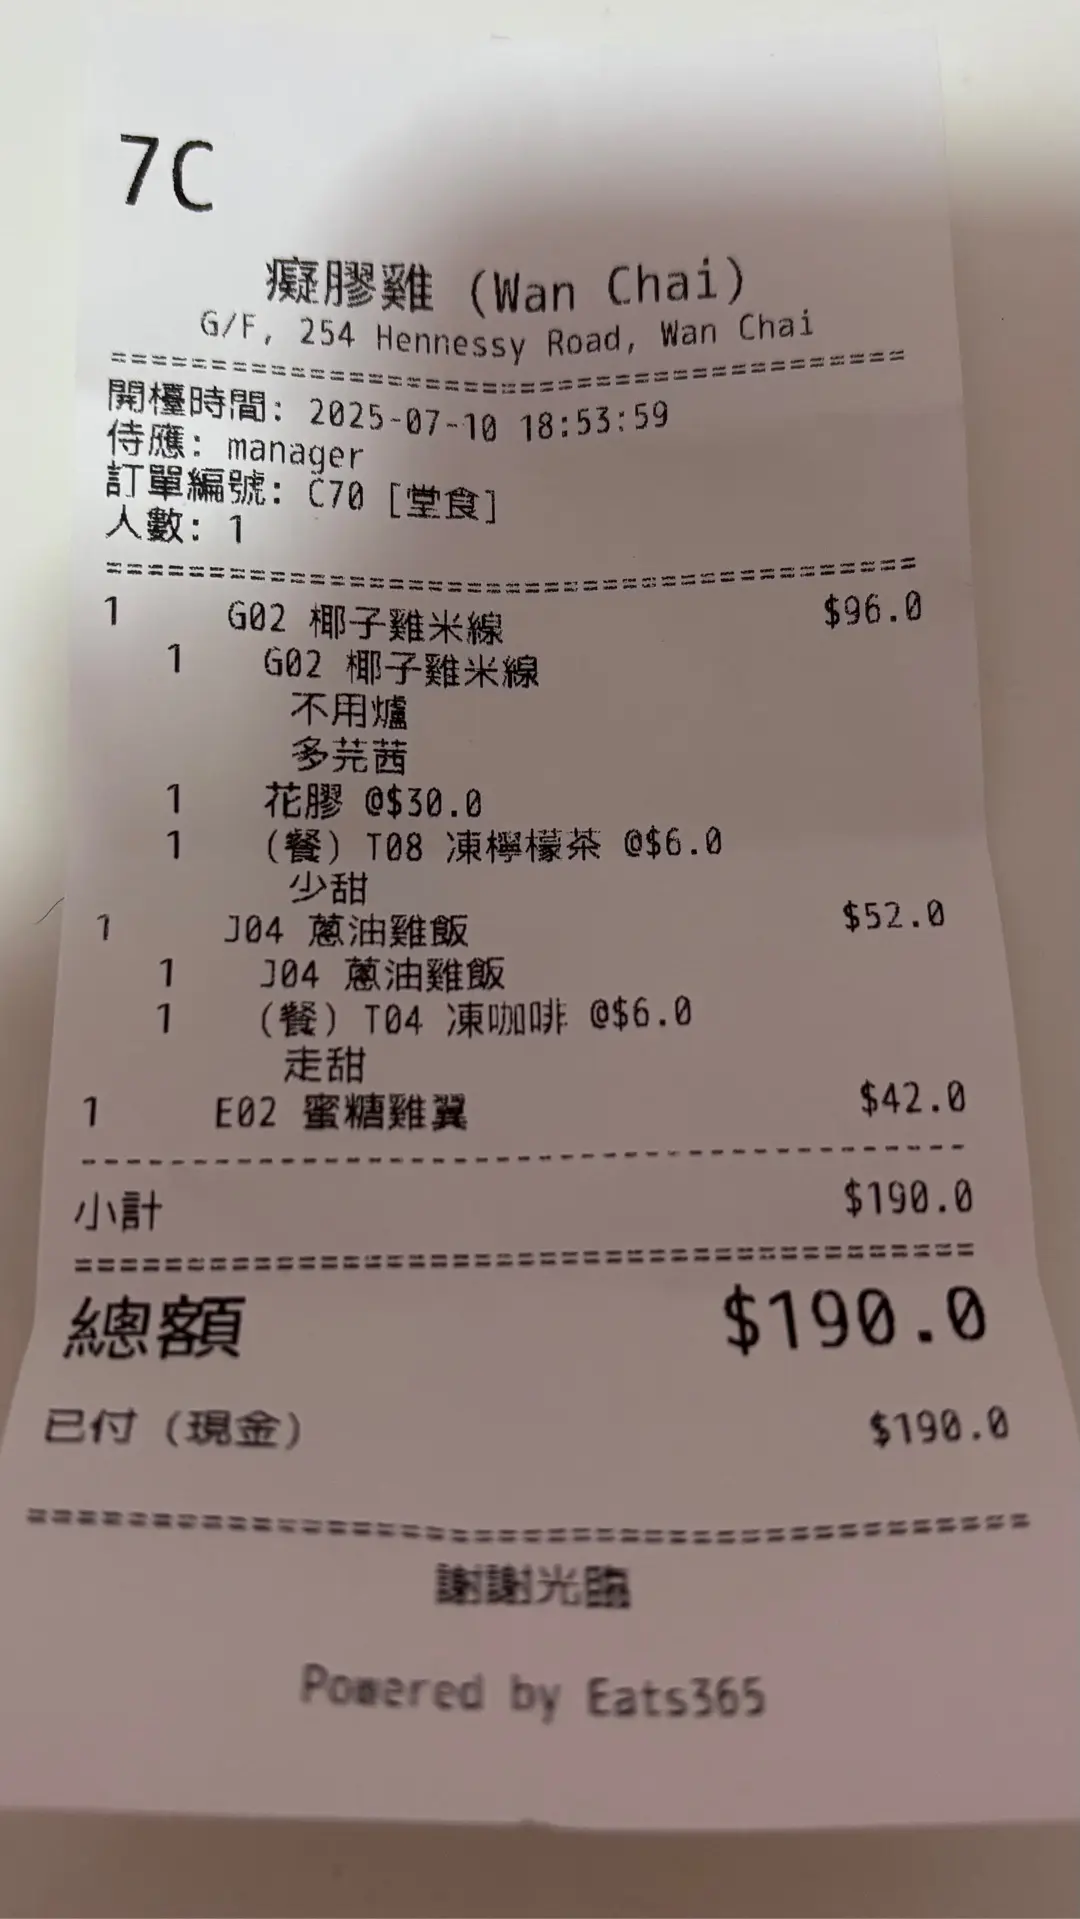 7C
癡膠雞 (Wan Chai)
G/F, 254 Hennessy Road, Wan Chai
========================================
開檯時間: 2025-07-10 18:53:59
侍應: manager
訂單編號: C70 [堂食]
人數: 1
========================================
1 G02 椰子雞米線 $96.0
1 G02 椰子雞米線
不用爐
多芫茜
1 花膠 @$30.0
1 (餐) T08 凍檸檬茶 @$6.0
少甜
1 J04 蔥油雞飯 $52.0
1 J04 蔥油雞飯
1 (餐) T04 凍咖啡 @$6.0
走甜
1 E02 蜜糖雞翼 $42.0
----------------------------------------
小計 $190.0
========================================
總額 $190.0
已付 (現金) $190.0
========================================
謝謝光臨
Powered by Eats365